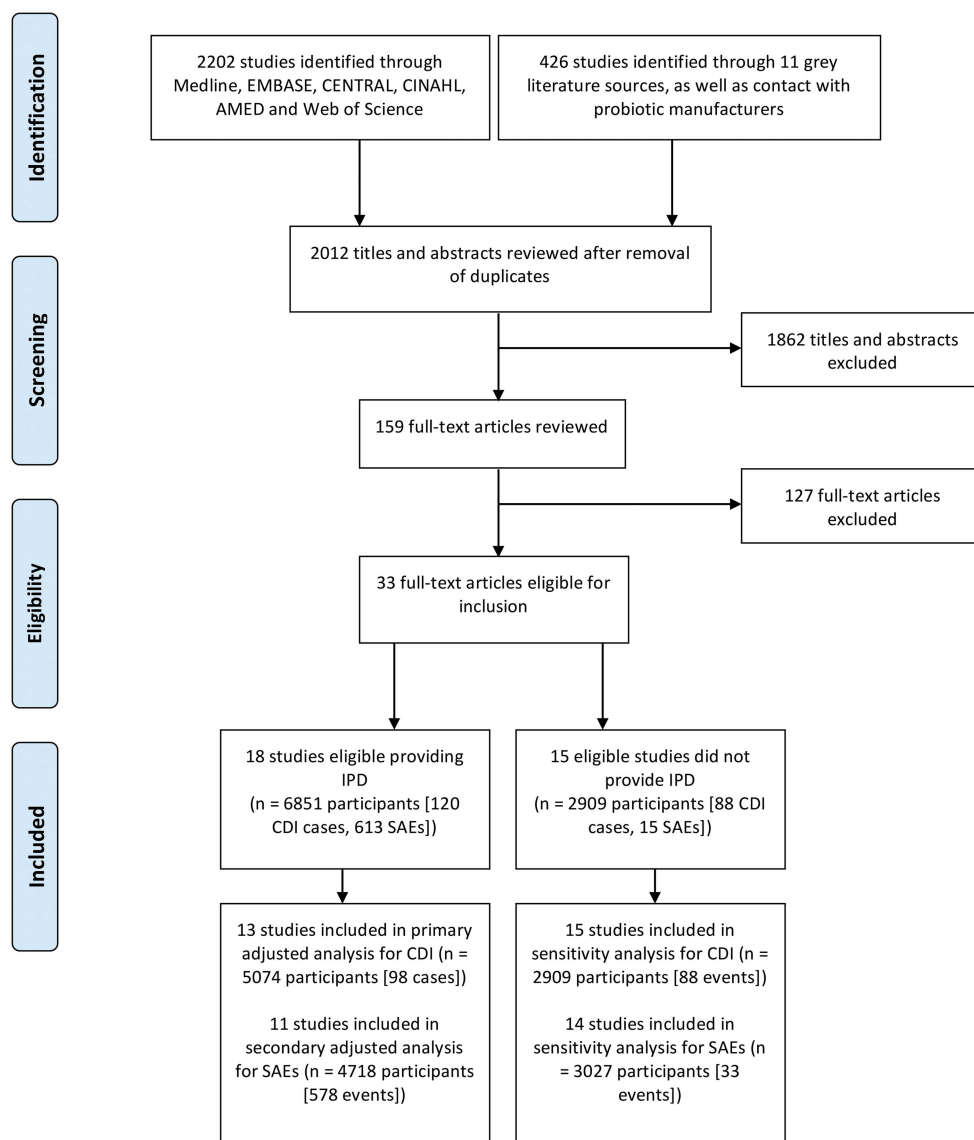 Identification
2202 studies identified through
Medline, EMBASE, CENTRAL, CINAHL,
AMED and Web of Science
426 studies identified through 11 grey
literature sources, as well as contact with
probiotic manufacturers
Screening
2012 titles and abstracts reviewed after removal
of duplicates
1862 titles and abstracts
excluded
159 full-text articles reviewed
127 full-text articles
excluded
Eligibility
33 full-text articles eligible for
inclusion
Included
18 studies eligible providing
IPD
(n = 6851 participants [120
CDI cases, 613 SAEs])
15 eligible studies did not
provide IPD
(n = 2909 participants [88 CDI
cases, 15 SAEs])
13 studies included in primary
adjusted analysis for CDI (n =
5074 participants [98 cases])
11 studies included in
secondary adjusted analysis
for SAEs (n = 4718 participants
[578 events])
15 studies included in
sensitivity analysis for CDI (n =
2909 participants [88 events])
14 studies included in
sensitivity analysis for SAEs (n
= 3027 participants [33
events])